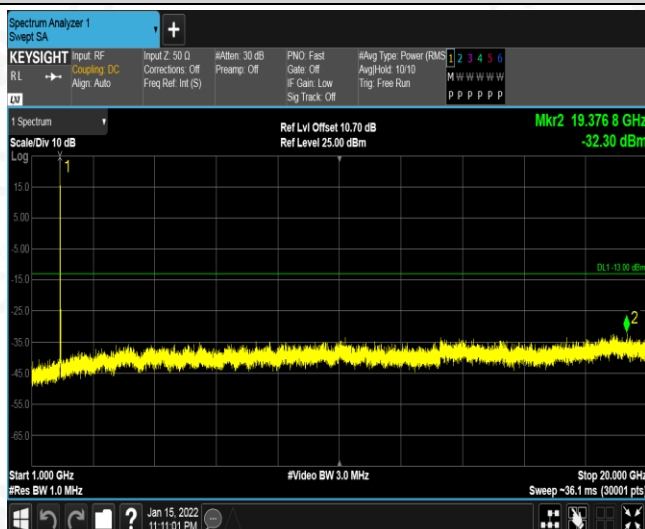 Spectrum Analyzer 1
Swept SA
+
KEYSIGHT
RL
LXI
Input: RF
Coupling: DC
Align: Auto
Input Z: 50 Ω
Corrections: Off
Freq Ref: Int (S)
#Atten: 30 dB
Preamp: Off
PNO: Fast
Gate: Off
IF Gain: Low
Sig Track: Off
#Avg Type: Power (RMS
Avg|Hold: 10/10
Trig: Free Run
1 2 3 4 5 6
M W W W W W
P P P P P P
1 Spectrum
Scale/Div 10 dB
Log
Ref Lvl Offset 10.70 dB
Ref Level 25.00 dBm
Mkr2 19.376 8 GHz
-32.30 dBm
1
15.0
5.00
-5.00
DL1 -13.00 dBm
-15.0
-25.0
2
-35.0
-45.0
-55.0
-65.0
Start 1.000 GHz
#Res BW 1.0 MHz
#Video BW 3.0 MHz
Stop 20.000 GHz
Sweep ~36.1 ms (30001 pts)
?
Jan 15, 2022
11:11:01 PM